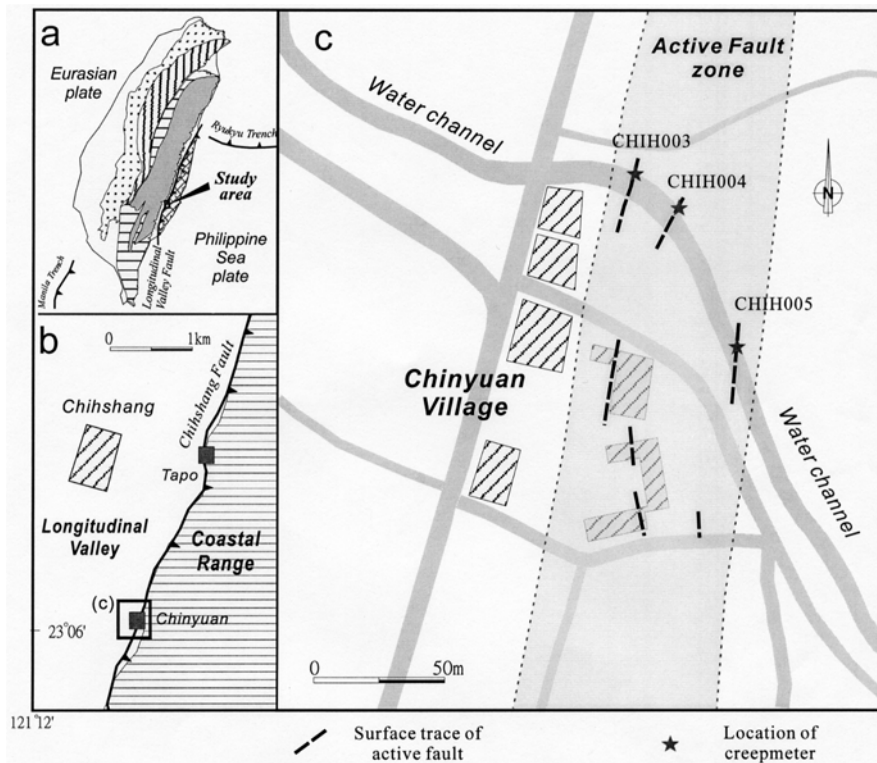 a
Eurasian
plate
Ryukyu Trench
Study
area
Philippine
Sea
plate
Longitudinal
Valley Fault
Manila Trench
b
0 1km
Chihshang Fault
Chihshang
Tapo
Longitudinal
Valley
Coastal
Range
(c)
Chinyuan
23°06'
121°12'
c
Active Fault
zone
Water channel
CHIH003
CHIH004
N
CHIH005
Chinyuan
Village
Water channel
0 50m
Surface trace of
active fault
Location of
creepmeter